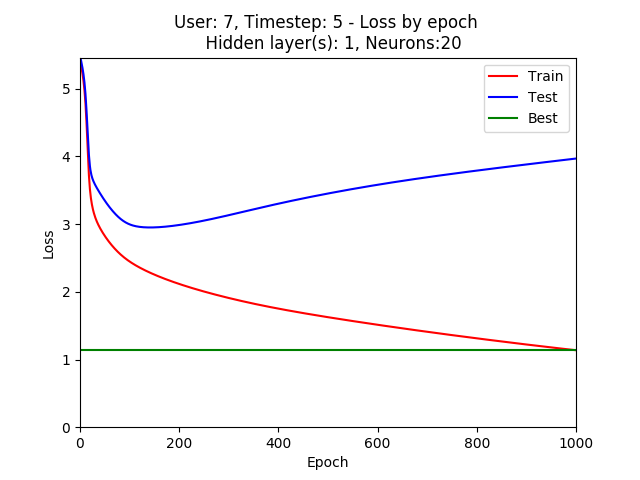 User: 7, Timestep: 5 - Loss by epoch
Hidden layer(s): 1, Neurons:20
Train
Test
Best
5
4
3
2
1
0
Loss
0 200 400 600 800 1000
Epoch